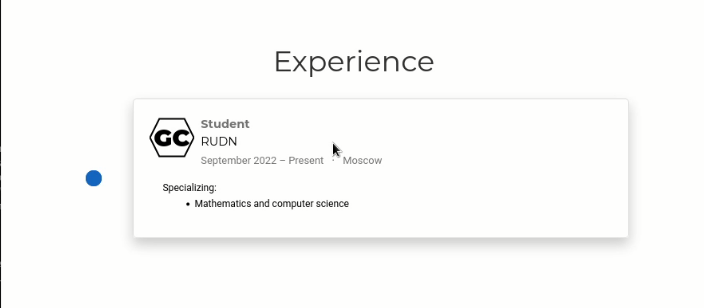 Experience
GC
Student
RUDN
September 2022 – Present · Moscow
Specializing:
• Mathematics and computer science